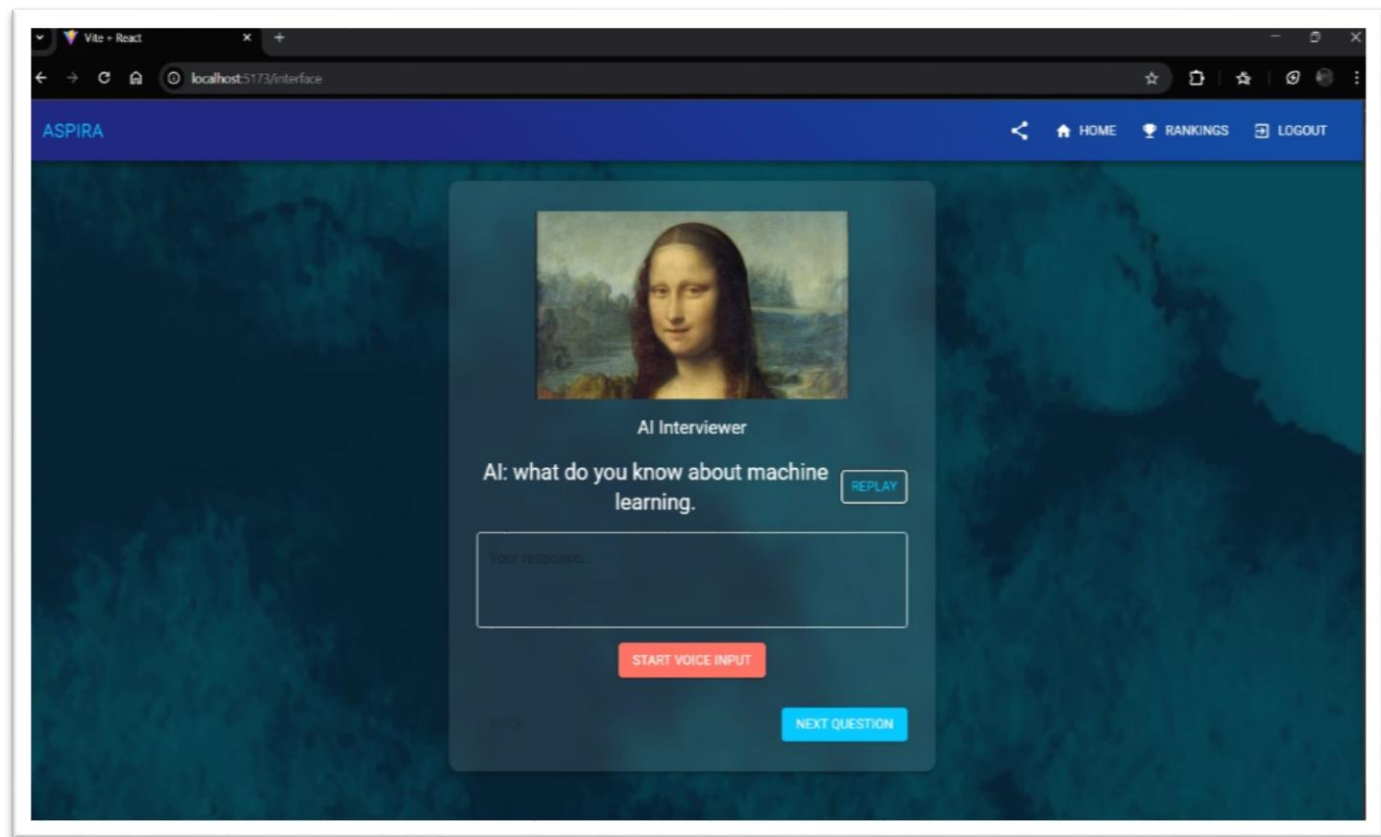 Vite + React
localhost:5173/interface
ASPIRA
HOME
RANKINGS
LOGOUT
AI Interviewer
AI: what do you know about machine
learning.
REPLAY
Your response...
START VOICE INPUT
NEXT QUESTION